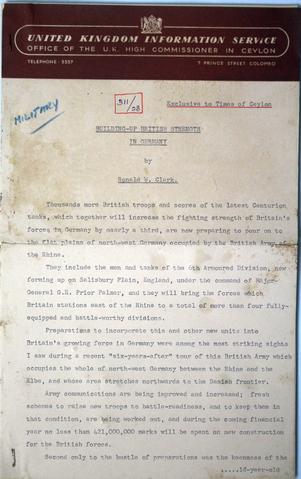 UNITED KINGDOM INFORMATION SERVICE
OFFICE OF THE U.K. HIGH COMMISSIONER IN CEYLON
TELEPHONE: 5557 7 PRINCE STREET COLOMBO
MILITARY
311/28
Exclusive to Times of Ceylon
BUILDING-UP BRITISH STRENGTH
IN GERMANY
by
Ronald W. Clark.
Thousands more British troops and scores of the latest Centurion
tanks, which together will increase the fighting strength of Britain's
forces in Germany by nearly a third, are now preparing to pour on
to the flat plains of north-west Germany occupied by the British Army of
the Rhine.
They include the men and tanks of the 6th Armoured Division, now
forming up on Salisbury Plain, England, under the command of Major-
General G.E. Prior Palmer, and they will bring the forces which
Britain stations east of the Rhine to a total of more than four fully-
equipped and battle-worthy divisions.
Preparations to incorporate this and other new units into
Britain's growing force in Germany were among the most striking sights
I saw during a recent "six-years-after" tour of this British Army which
occupies the whole of north-west Germany between the Rhine and the
Elbe, and whose area stretches northwards to the Danish frontier.
Army communications are being improved and increased; fresh
schemes to raise new troops to battle-readiness, and to keep them in
that condition, are being worked out, and during the coming financial
year no less than 421,000,000 marks will be spent on new construction
for the British forces.
Second only to the bustle of preparations was the keenness of the
.....18-year-old